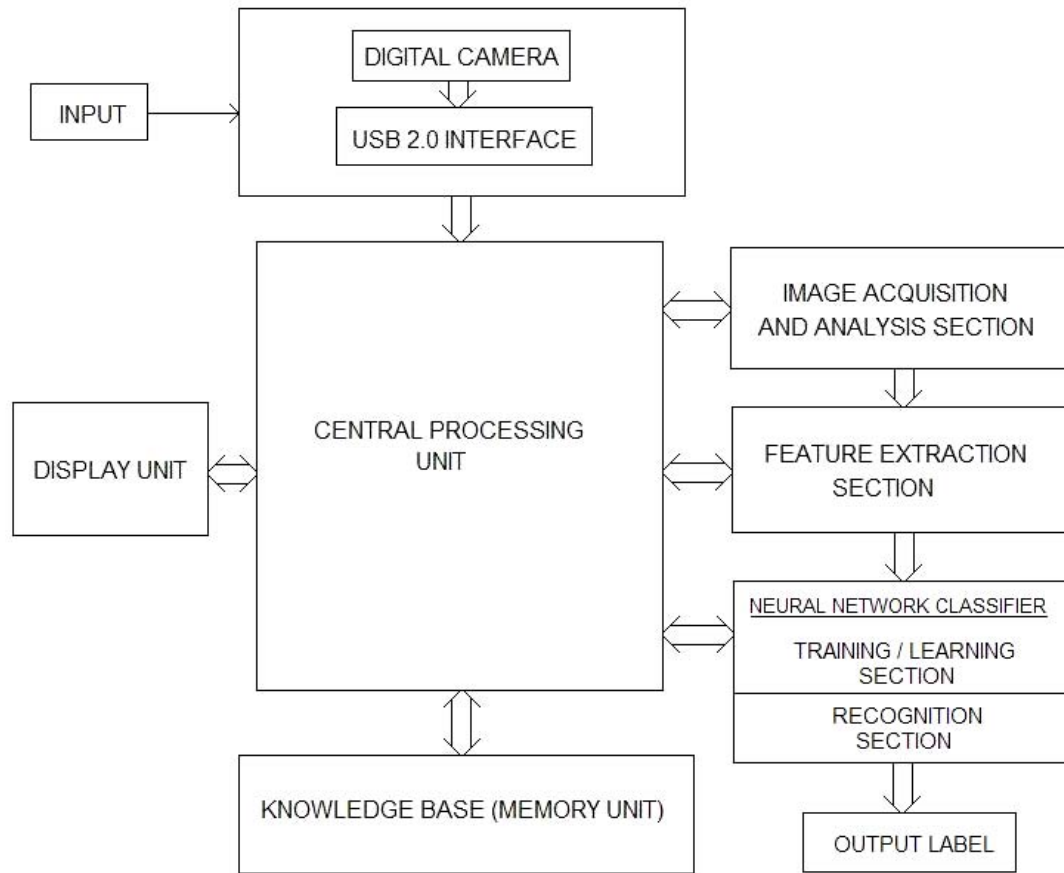 DIGITAL CAMERA
INPUT
USB 2.0 INTERFACE
IMAGE ACQUISITION
AND ANALYSIS SECTION
CENTRAL PROCESSING
UNIT
DISPLAY UNIT
FEATURE EXTRACTION
SECTION
NEURAL NETWORK CLASSIFIER
TRAINING / LEARNING
SECTION
RECOGNITION
SECTION
KNOWLEDGE BASE (MEMORY UNIT)
OUTPUT LABEL